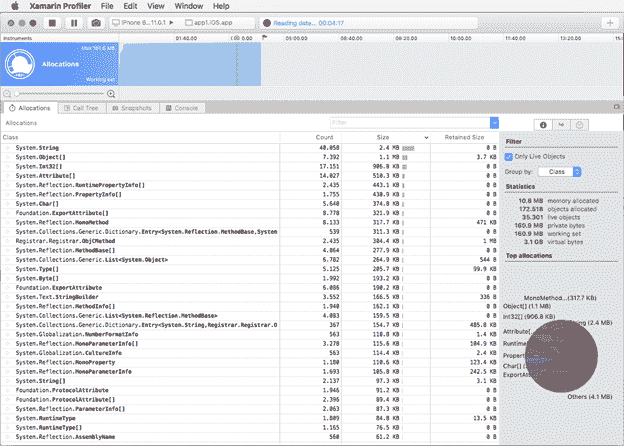 Xamarin Profiler File Edit View Window Help
iPhone 6...11.0.1 app1.iOS.app Reading data... 00:04:17
Instruments 01:40.00 05:00.00 06:40.00 08:20.00 10:00.00 11:40.00 13:20.00
Allocations
Working set
Allocations Call Tree Snapshots Console
Allocations Filter
Class Count Size Retained Size
System.String 40.058 2.4 MB 0 B
System.Object[] 7.392 1.1 MB 3.7 KB
System.Int32[] 17.151 906.8 KB 0 B
System.Attribute[] 14.027 510.3 KB 0 B
System.Reflection.RuntimePropertyInfo[] 2.435 443.1 KB 0 B
System.Reflection.PropertyInfo[] 1.755 430.9 KB 0 B
System.Char[] 5.640 374.8 KB 0 B
Foundation.ExportAttribute[] 8.778 321.9 KB 0 B
System.Reflection.MonoMethod 8.133 317.7 KB 471 KB
System.Collections.Generic.Dictionary.Entry<System.Reflection.MethodBase,System 539 311.3 KB 0 B
Registrar.Registrar.ObjCMethod 2.435 304.4 KB 1 MB
System.Reflection.MethodBase[] 4.064 277.9 KB 0 B
System.Collections.Generic.List<System.Object> 6.782 264.9 KB 544 B
System.Type[] 5.125 205.7 KB 99.9 KB
System.Byte[] 1.992 193.2 KB 0 B
Foundation.ExportAttribute 6.086 190.2 KB 0 B
System.Text.StringBuilder 3.552 166.5 KB 336 B
System.Reflection.MethodInfo[] 1.940 162.1 KB 0 B
System.Collections.Generic.List<System.Reflection.MethodBase> 4.083 159.5 KB 0 B
System.Collections.Generic.Dictionary.Entry<System.String,Registrar.Registrar.O 367 154.7 KB 485.8 KB
System.Globalization.NumberFormatInfo 563 118.8 KB 1.4 KB
System.Reflection.MonoParameterInfo[] 3.278 115.6 KB 104.9 KB
System.Globalization.CultureInfo 563 114.4 KB 2.4 KB
System.Reflection.MonoProperty 1.180 110.6 KB 123.4 KB
System.Reflection.MonoParameterInfo 1.693 105.8 KB 242.5 KB
System.String[] 2.137 97.3 KB 3.1 KB
Foundation.ProtocolAttribute 1.946 91.2 KB 0 B
Foundation.ProtocolAttribute[] 2.396 89.4 KB 0 B
System.Reflection.ParameterInfo[] 2.063 87.3 KB 0 B
System.RuntimeType 1.809 84.8 KB 13.5 KB
System.RuntimeType[] 1.165 76.5 KB 0 B
System.Reflection.AssemblyName 560 61.2 KB 0 B
Filter
Only Live Objects
Group by: Class
Statistics
10.8 MB memory allocated
172.518 objects allocated
35.301 live objects
160.9 MB private bytes
160.9 MB working set
3.1 GB virtual bytes
Top allocations
MonoMethod...(317.7 KB)
Object[] (1.1 MB)
Int32[] (906.8 KB)
(2.4 MB)
Attribute[
Runtime
Property
Char[]
ExportAtt
Others (4.1 MB)